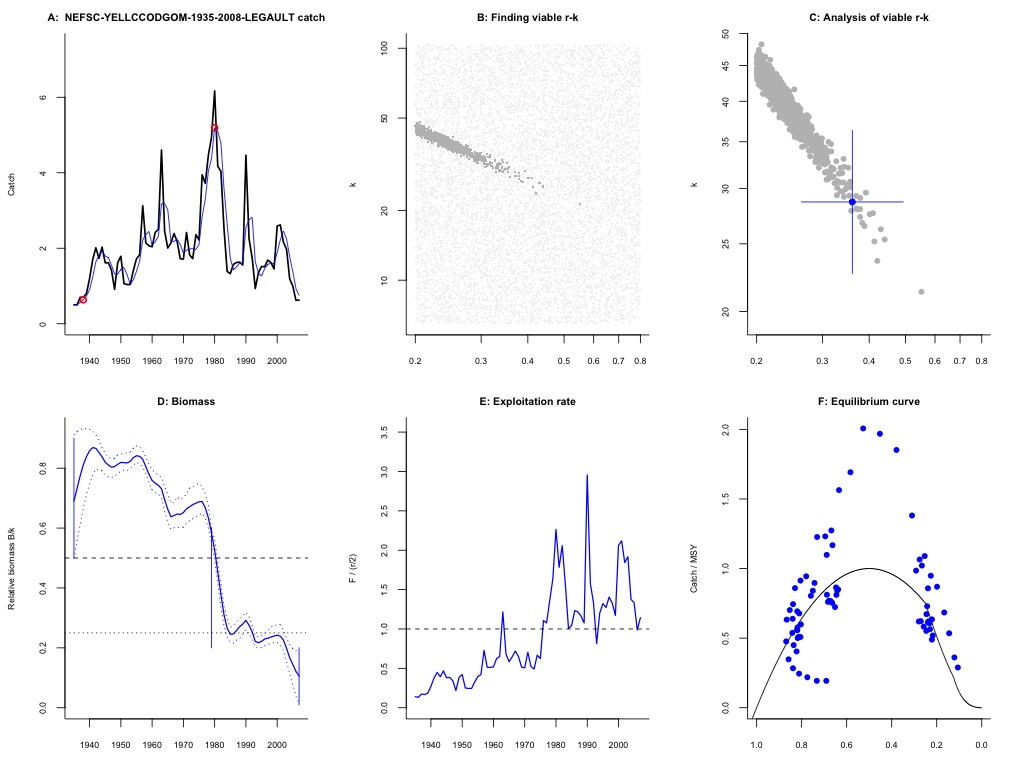 A: NEFSC-YELLCCODGOM-1935-2008-LEGAULT catch
Catch
0 2 4 6
1940 1950 1960 1970 1980 1990 2000
B: Finding viable r-k
k
10 20 50 100
0.2 0.3 0.4 0.5 0.6 0.7 0.8
C: Analysis of viable r-k
k
20 25 30 35 40 45 50
0.2 0.3 0.4 0.5 0.6 0.7 0.8
D: Biomass
Relative biomass B/k
0.0 0.2 0.4 0.6 0.8
1940 1950 1960 1970 1980 1990 2000
E: Exploitation rate
F / (r/2)
0.0 0.5 1.0 1.5 2.0 2.5 3.0 3.5
1940 1950 1960 1970 1980 1990 2000
F: Equilibrium curve
Catch / MSY
0.0 0.5 1.0 1.5 2.0
1.0 0.8 0.6 0.4 0.2 0.0